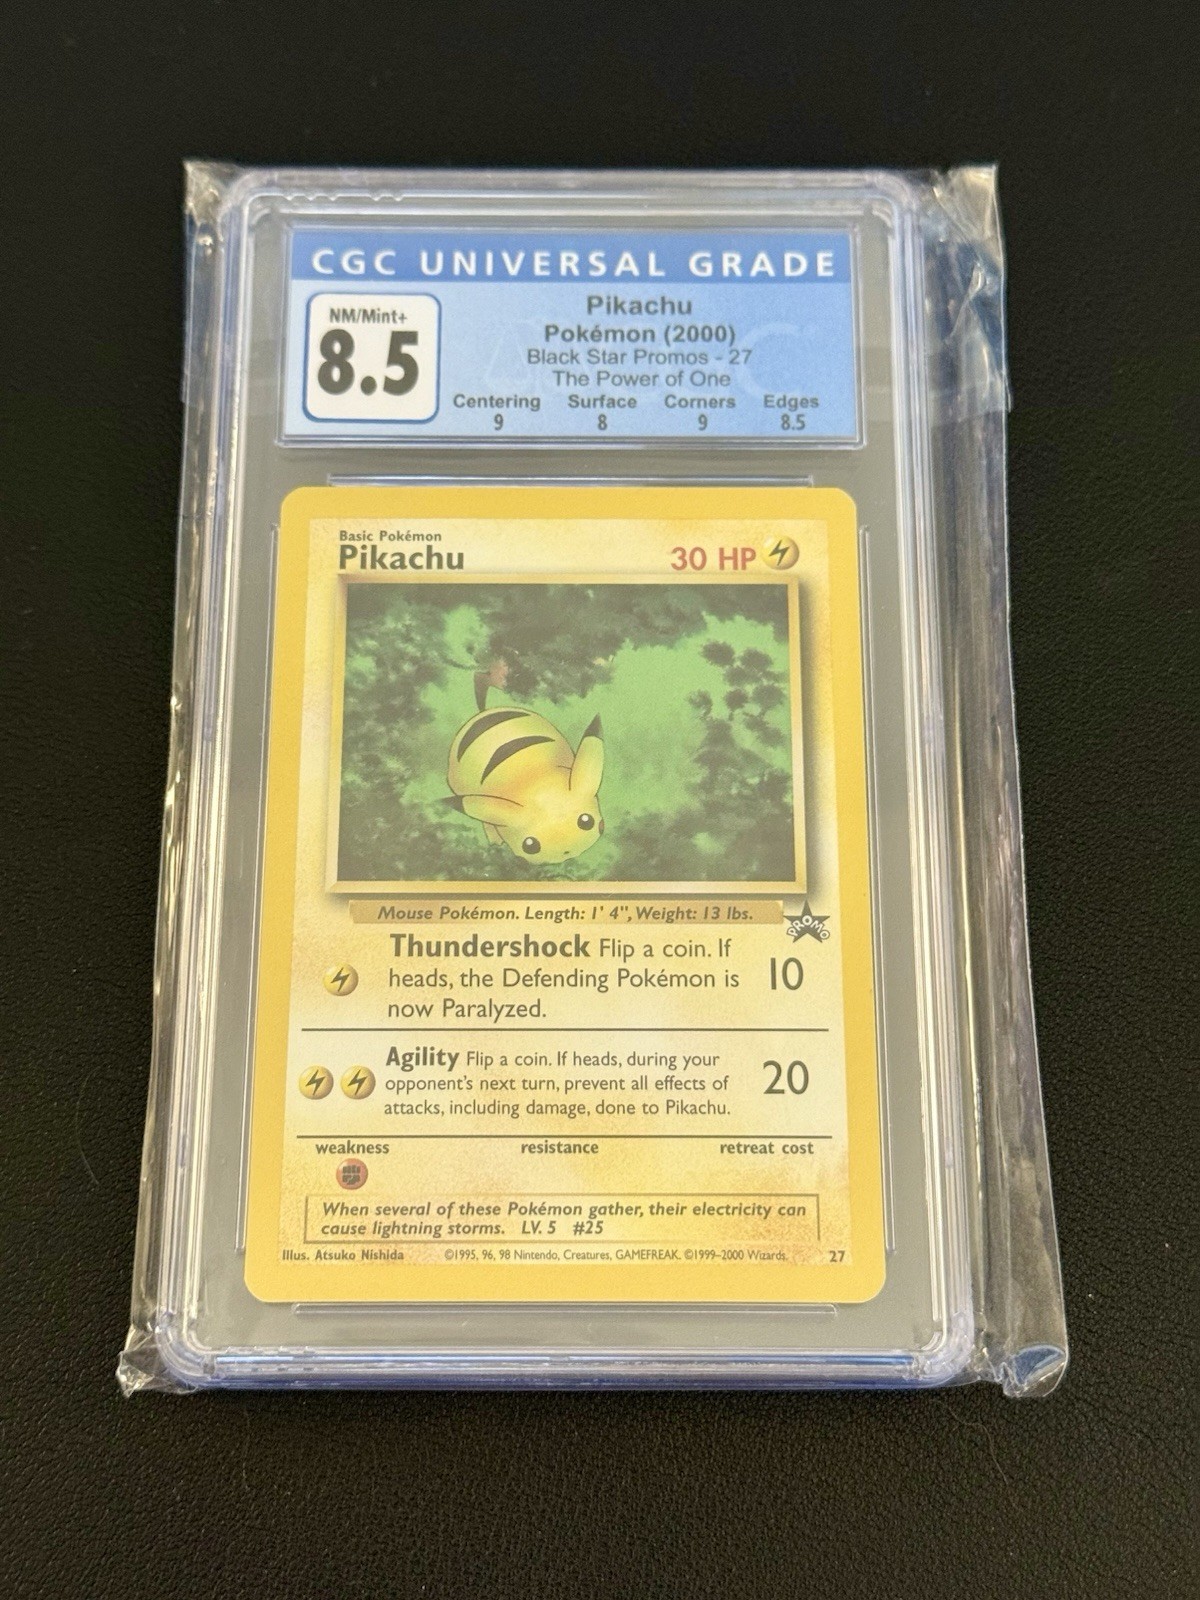 CGC UNIVERSAL GRADE
NM/Mint+
8.5
Pikachu
Pokémon (2000)
Black Star Promos - 27
The Power of One
Centering Surface Corners Edges
9 8 9 8.5
Basic Pokémon
Pikachu 30 HP
Mouse Pokémon. Length: 1' 4", Weight: 13 lbs.
PROMO
Thundershock Flip a coin. If
heads, the Defending Pokémon is 10
now Paralyzed.
Agility Flip a coin. If heads, during your
opponent's next turn, prevent all effects of 20
attacks, including damage, done to Pikachu.
weakness resistance retreat cost
When several of these Pokémon gather, their electricity can
cause lightning storms. LV. 5 #25
Illus. Atsuko Nishida ©1995, 96, 98 Nintendo, Creatures, GAMEFREAK. ©1999–2000 Wizards. 27